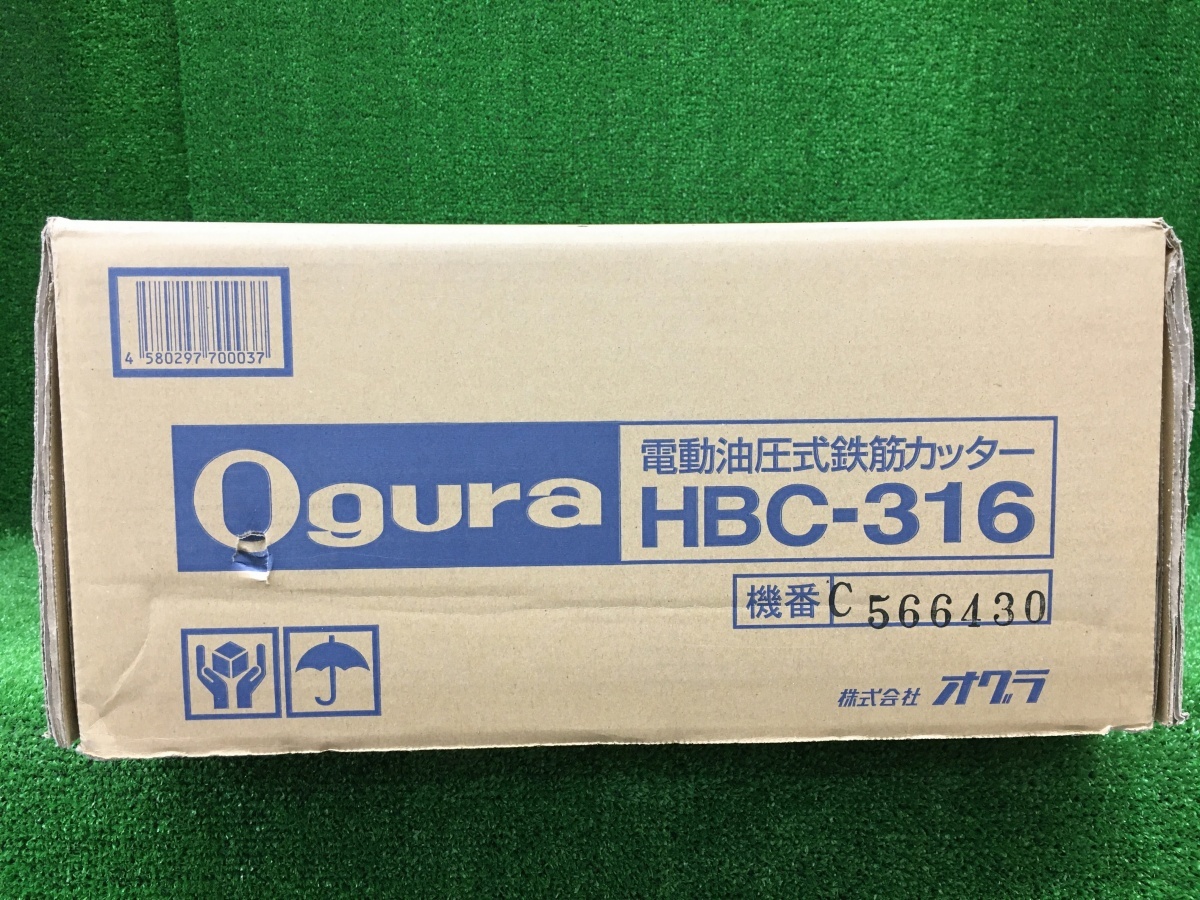 4 580297 700037
Ogura
電動油圧式鉄筋カッター
HBC-316
機番 C 566430
株式会社 オグラ